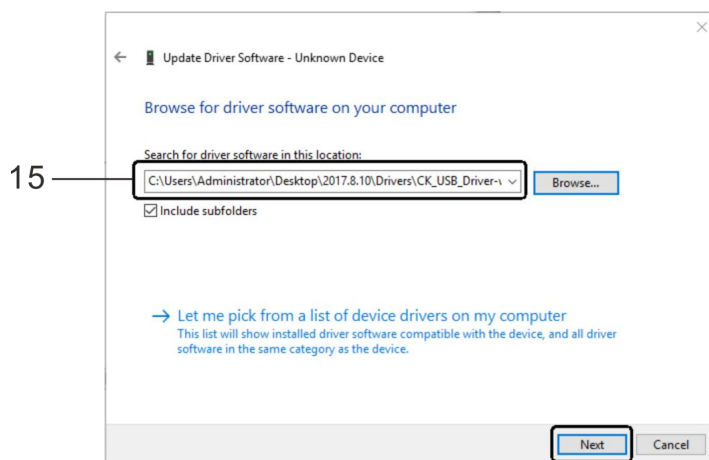 Update Driver Software - Unknown Device
Browse for driver software on your computer
Search for driver software in this location:
15
C:\Users\Administrator\Desktop\2017.8.10\Drivers\CK_USB_Driver-
Browse...
Include subfolders
Let me pick from a list of device drivers on my computer
This list will show installed driver software compatible with the device, and all driver
software in the same category as the device.
Next
Cancel